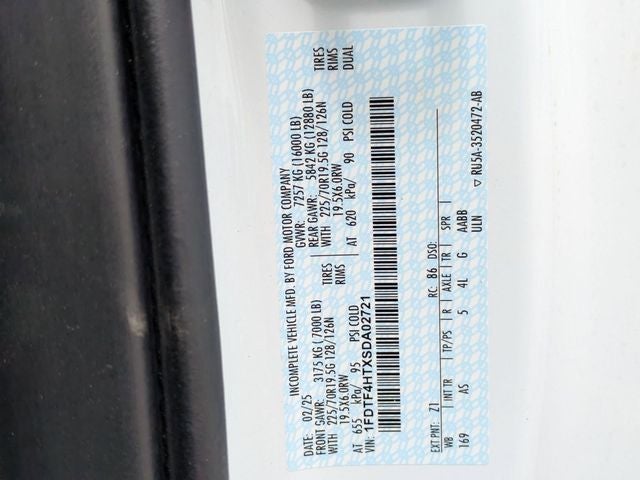 INCOMPLETE VEHICLE MFD. BY FORD MOTOR COMPANY
DATE: 02/25 GVWR: 7257 KG (16000 LB)
FRONT GAWR: 3175 KG (7000 LB) REAR GAWR: 5842 KG (12880 LB)
WITH 225/70R19.5G 128/126N TIRES WITH 225/70R19.5G 128/126N TIRES
19.5X6.0RW RIMS 19.5X6.0RW RIMS
AT 655 kPa/ 95 PSI COLD AT 620 kPa/ 90 PSI COLD DUAL
VIN: 1FDTF4HTXSDA02721
EXT PNT: Z1 RC: 86 DSO:
WB INT TR TP/PS R AXLE TR SPR
169 AS 5 4L G AABB
ULN
▽ RU5A-3520472-AB